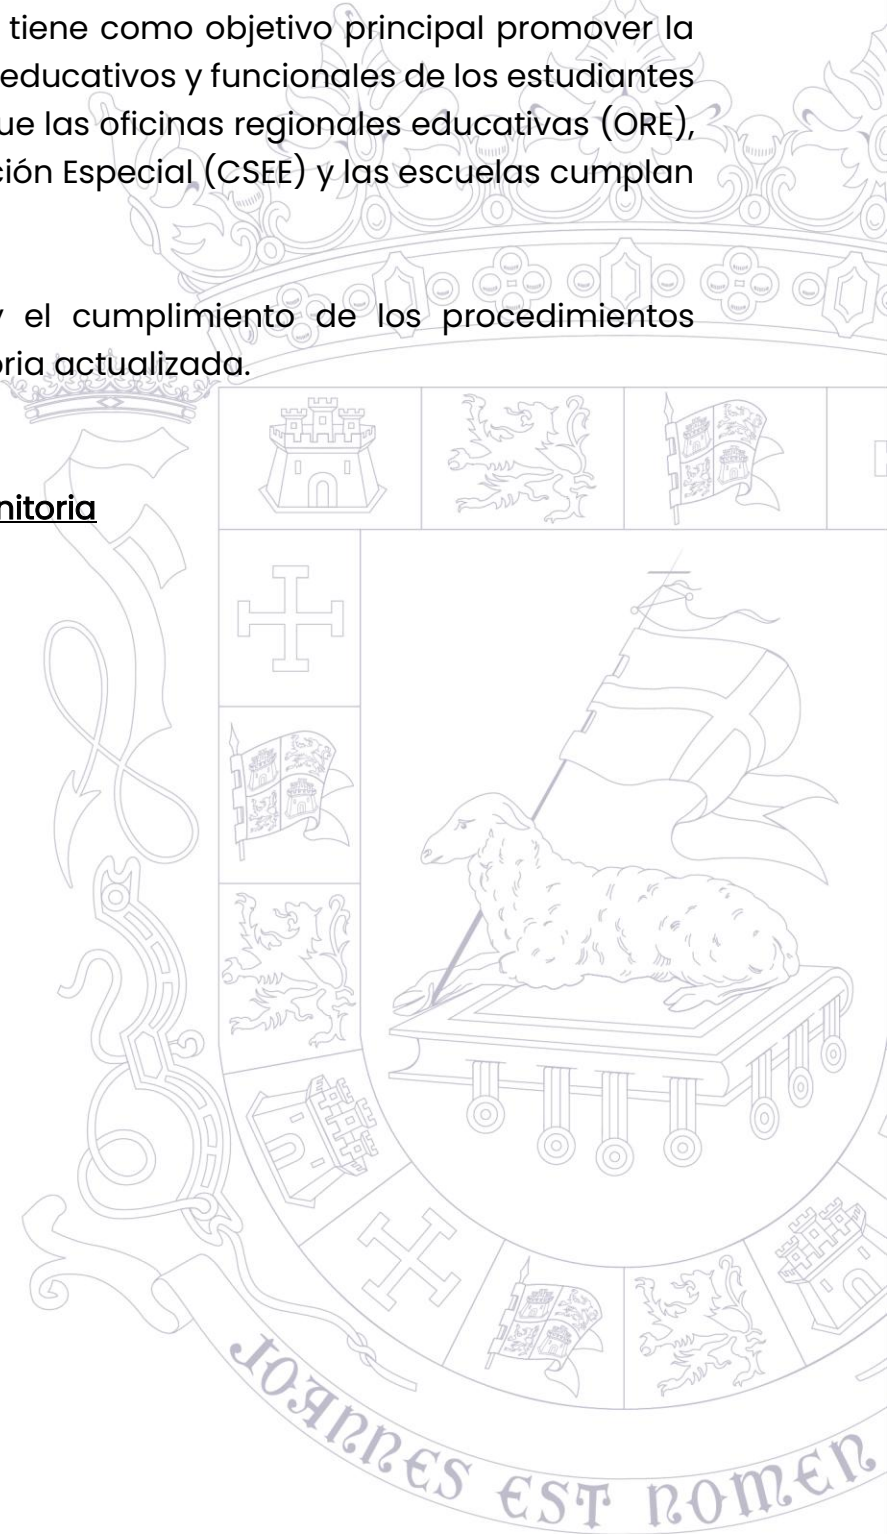 tiene como objetivo principal promover la
educativos y funcionales de los estudiantes
ue las oficinas regionales educativas (ORE),
ción Especial (CSEE) y las escuelas cumplan
el cumplimiento de los procedimientos
oria actualizada.
nitoria
JOANNES EST NOMEN